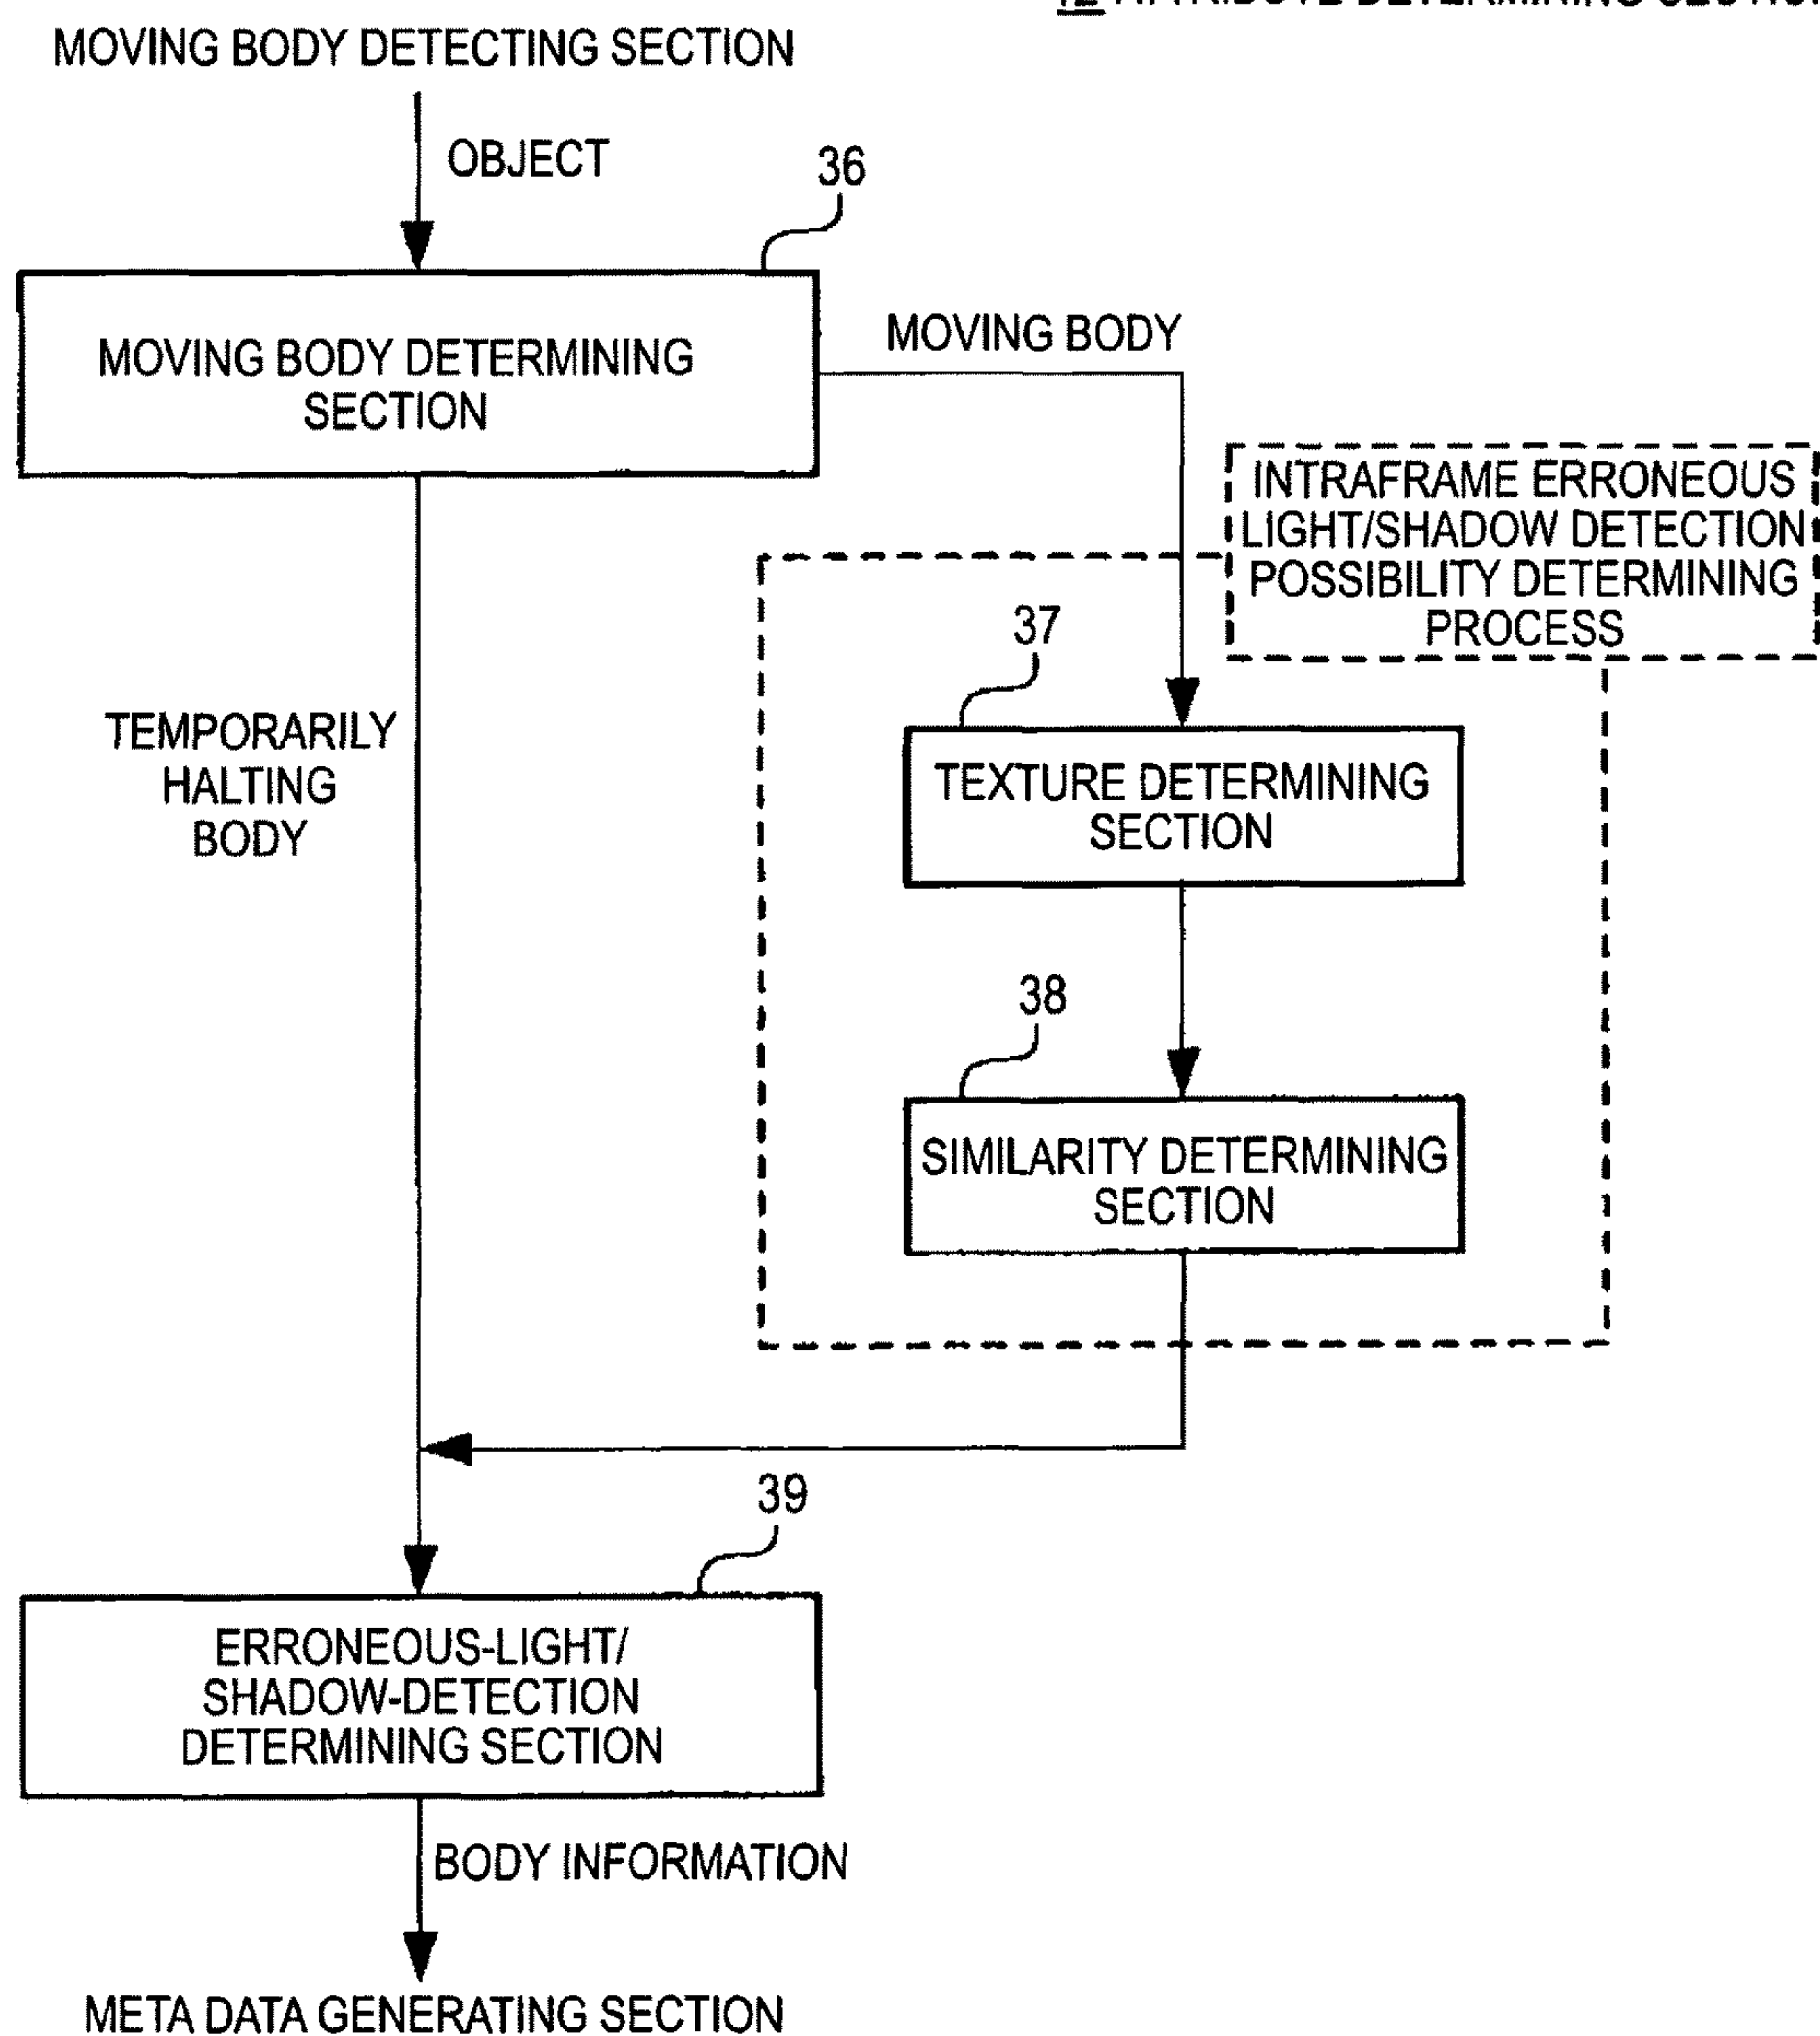 MOVING BODY DETECTING SECTION
OBJECT
36
MOVING BODY DETERMINING
SECTION
MOVING BODY
INTRAFRAME ERRONEOUS
LIGHT/SHADOW DETECTION
POSSIBILITY DETERMINING
PROCESS
TEMPORARILY
HALTING
BODY
37
TEXTURE DETERMINING
SECTION
38
SIMILARITY DETERMINING
SECTION
39
ERRONEOUS-LIGHT/
SHADOW-DETECTION
DETERMINING SECTION
BODY INFORMATION
META DATA GENERATING SECTION